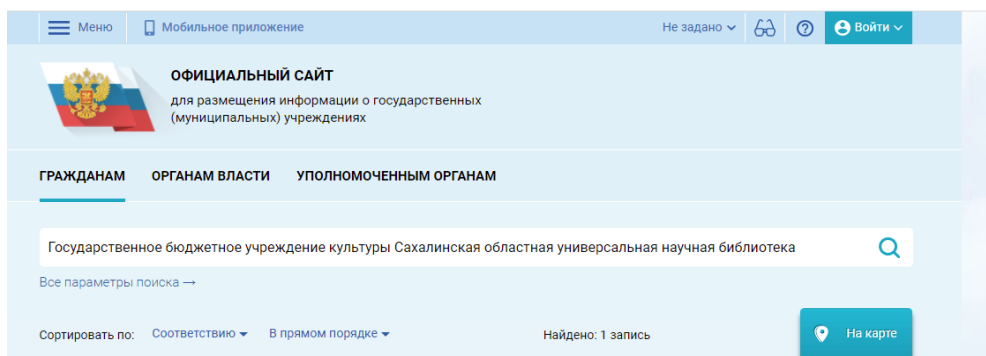 Меню Мобильное приложение Не задано Войти
ОФИЦИАЛЬНЫЙ САЙТ
для размещения информации о государственных
(муниципальных) учреждениях
ГРАЖДАНАМ ОРГАНАМ ВЛАСТИ УПОЛНОМОЧЕННЫМ ОРГАНАМ
Государственное бюджетное учреждение культуры Сахалинская областная универсальная научная библиотека
Все параметры поиска →
Сортировать по: Соответствию В прямом порядке Найдено: 1 запись На карте